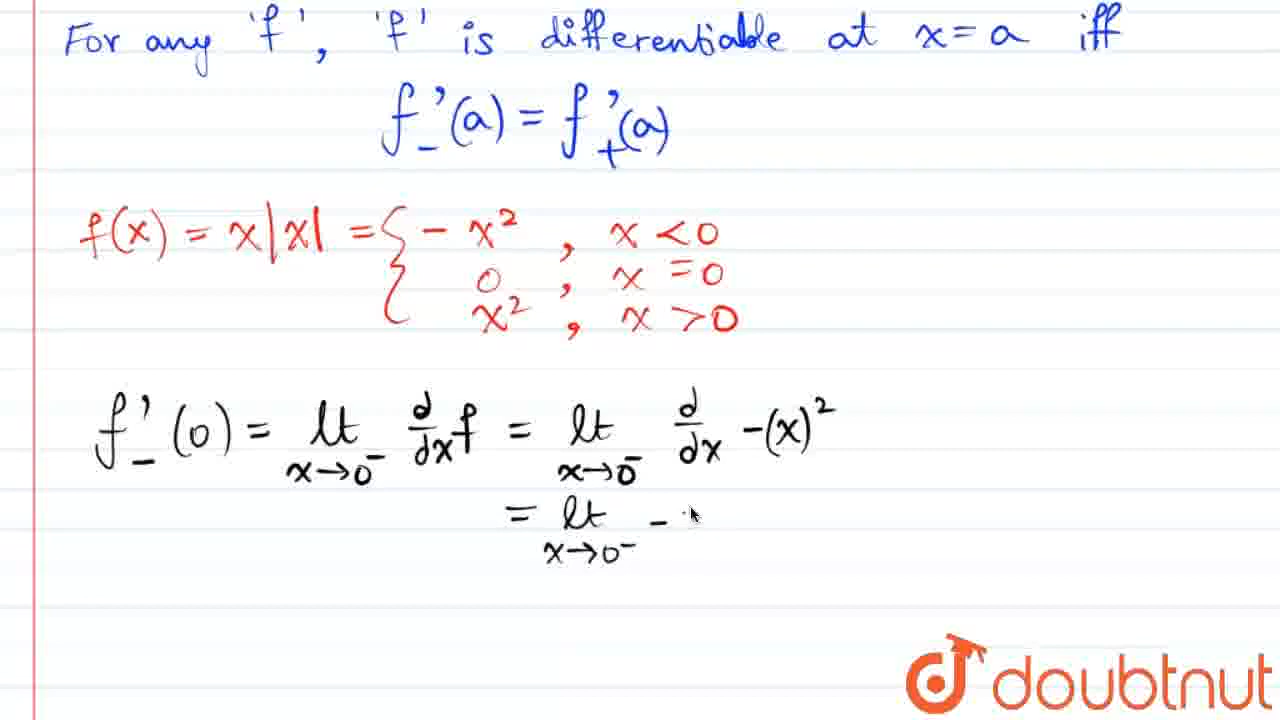 For any 'f', 'f' is differentiable at x = a iff
f₋'(a) = f₊'(a)
f(x) = x|x| = { -x² , x < 0
0 , x = 0
x² , x > 0
f₋'(0) = lt x→0⁻ d/dx f = lt x→0⁻ d/dx -(x)²
= lt x→0⁻ -
doubtnut